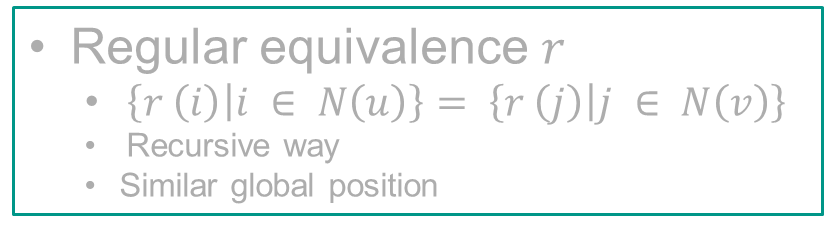 • Regular equivalence 𝑟
• {𝑟 (𝑖)|𝑖 ∈ 𝑁(𝑢)} = {𝑟 (𝑗)|𝑗 ∈ 𝑁(𝑣)}
• Recursive way
• Similar global position